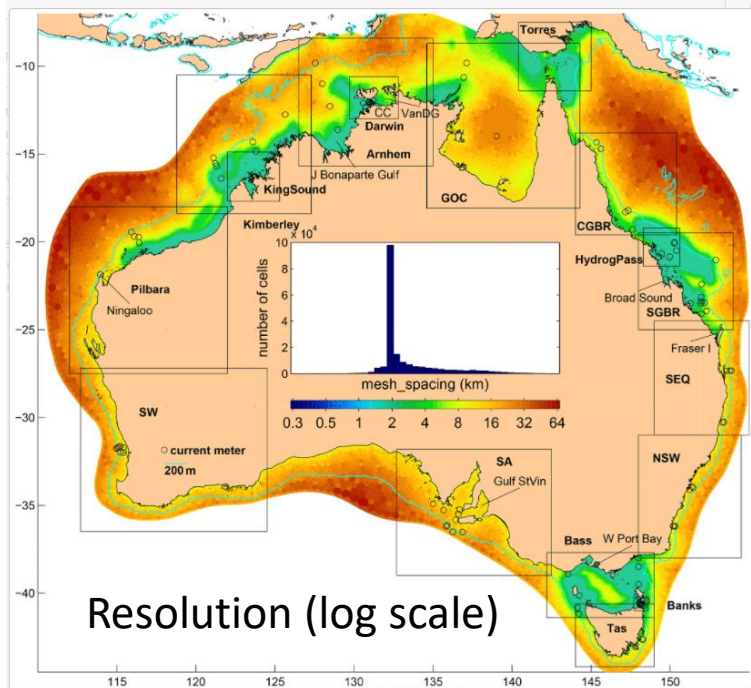 Torres
−10
CC
VanDG
Darwin
Arnhem
J Bonaparte Gulf
GOC
KingSound
−15
Kimberley
CGBR
HydrogPass
−20
Pilbara
Ningaloo
Broad Sound
SGBR
Fraser I
x 10⁴
10
8
6
4
2
0
number of cells
mesh_spacing (km)
0.3 0.5 1 2 4 8 16 32 64
−25
SEQ
−30
SW
current meter
200 m
NSW
SA
Gulf StVin
−35
Bass
W Port Bay
−40
Banks
Tas
Resolution (log scale)
115 120 125 130 135 140 145 150